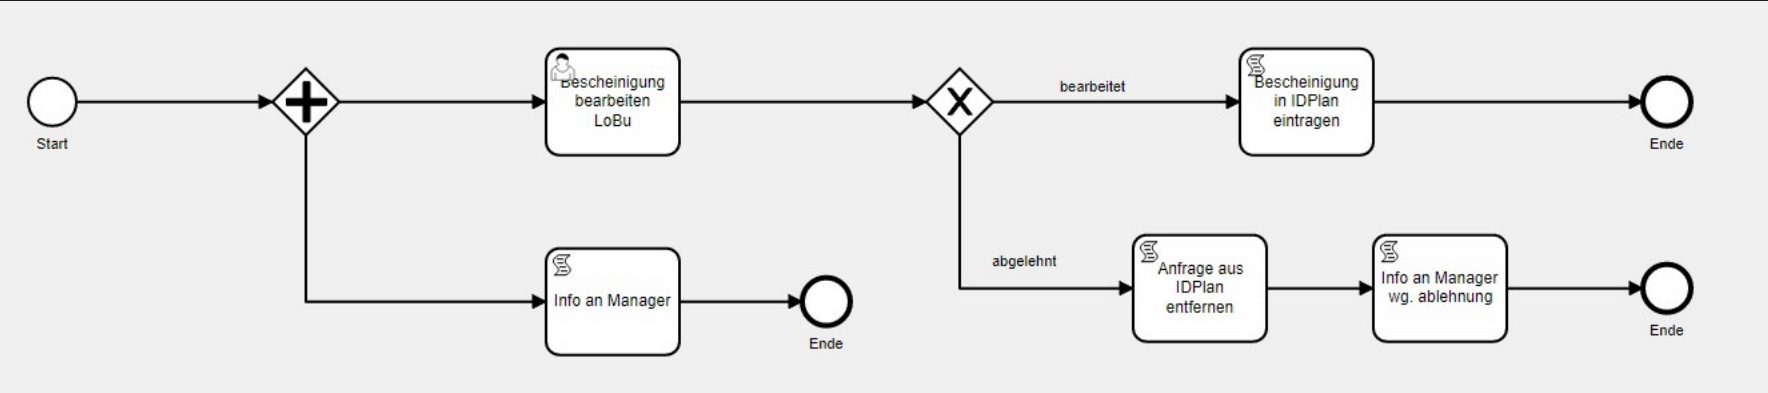 Start
Bescheinigung
bearbeiten
LoBu
bearbeitet
Bescheinigung
in IDPlan
eintragen
Ende
Info an Manager
Ende
abgelehnt
Anfrage aus
IDPlan
entfernen
Info an Manager
wg. ablehnung
Ende